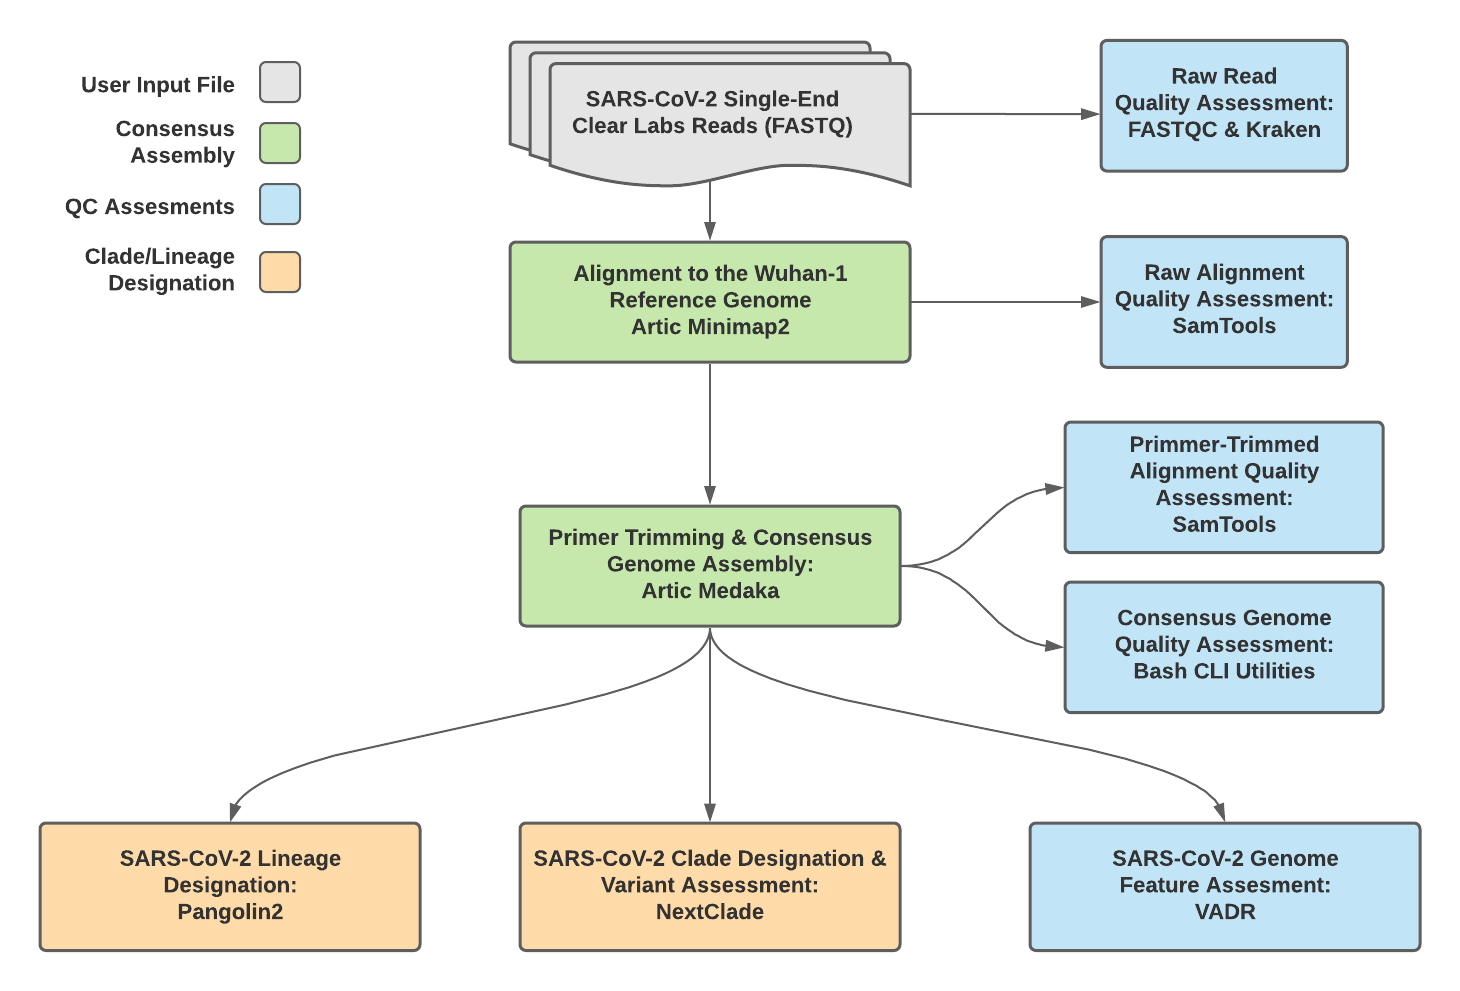 User Input File
Consensus
Assembly
QC Assesments
Clade/Lineage
Designation
SARS-CoV-2 Single-End
Clear Labs Reads (FASTQ)
Raw Read
Quality Assessment:
FASTQC & Kraken
Alignment to the Wuhan-1
Reference Genome
Artic Minimap2
Raw Alignment
Quality Assessment:
SamTools
Primer Trimming & Consensus
Genome Assembly:
Artic Medaka
Primmer-Trimmed
Alignment Quality
Assessment:
SamTools
Consensus Genome
Quality Assessment:
Bash CLI Utilities
SARS-CoV-2 Lineage
Designation:
Pangolin2
SARS-CoV-2 Clade Designation &
Variant Assessment:
NextClade
SARS-CoV-2 Genome
Feature Assesment:
VADR